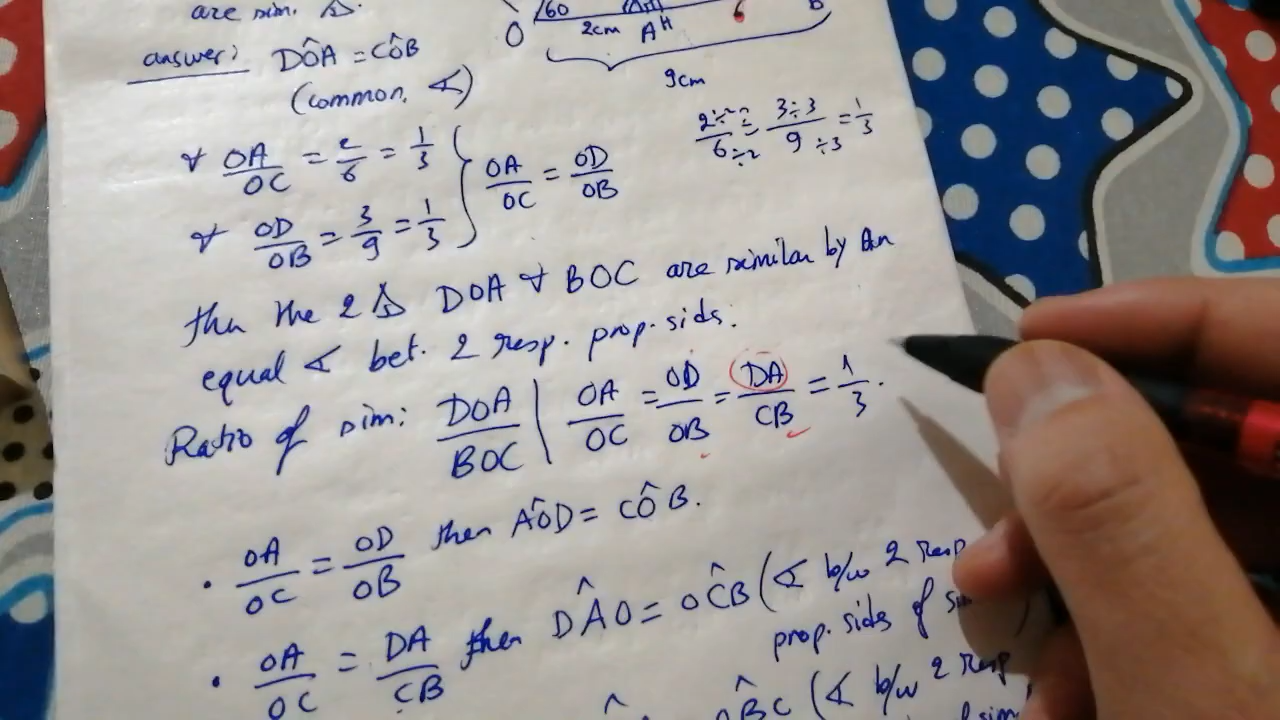 are sim. △.
O 60 2cm A H B
answer: DÔA = CÔB
9cm
(common ∢)
2÷2/6÷2 = 3÷3/9÷3 = 1/3
OA/OC = 2/6 = 1/3 } OA/OC = OD/OB
OD/OB = 3/9 = 1/3
then the 2 △ DOA & BOC are similar by An
equal ∢ bet. 2 resp. prop. sids.
Ratio of sim: DOA/BOC | OA/OC = OD/OB = DA/CB = 1/3.
• OA/OC = OD/OB then AÔD = CÔB.
• OA/OC = DA/CB then DÂO = OĈB (∢ b/w 2 resp
prop. sides of
BC (∢ b/w 2 resp
sim